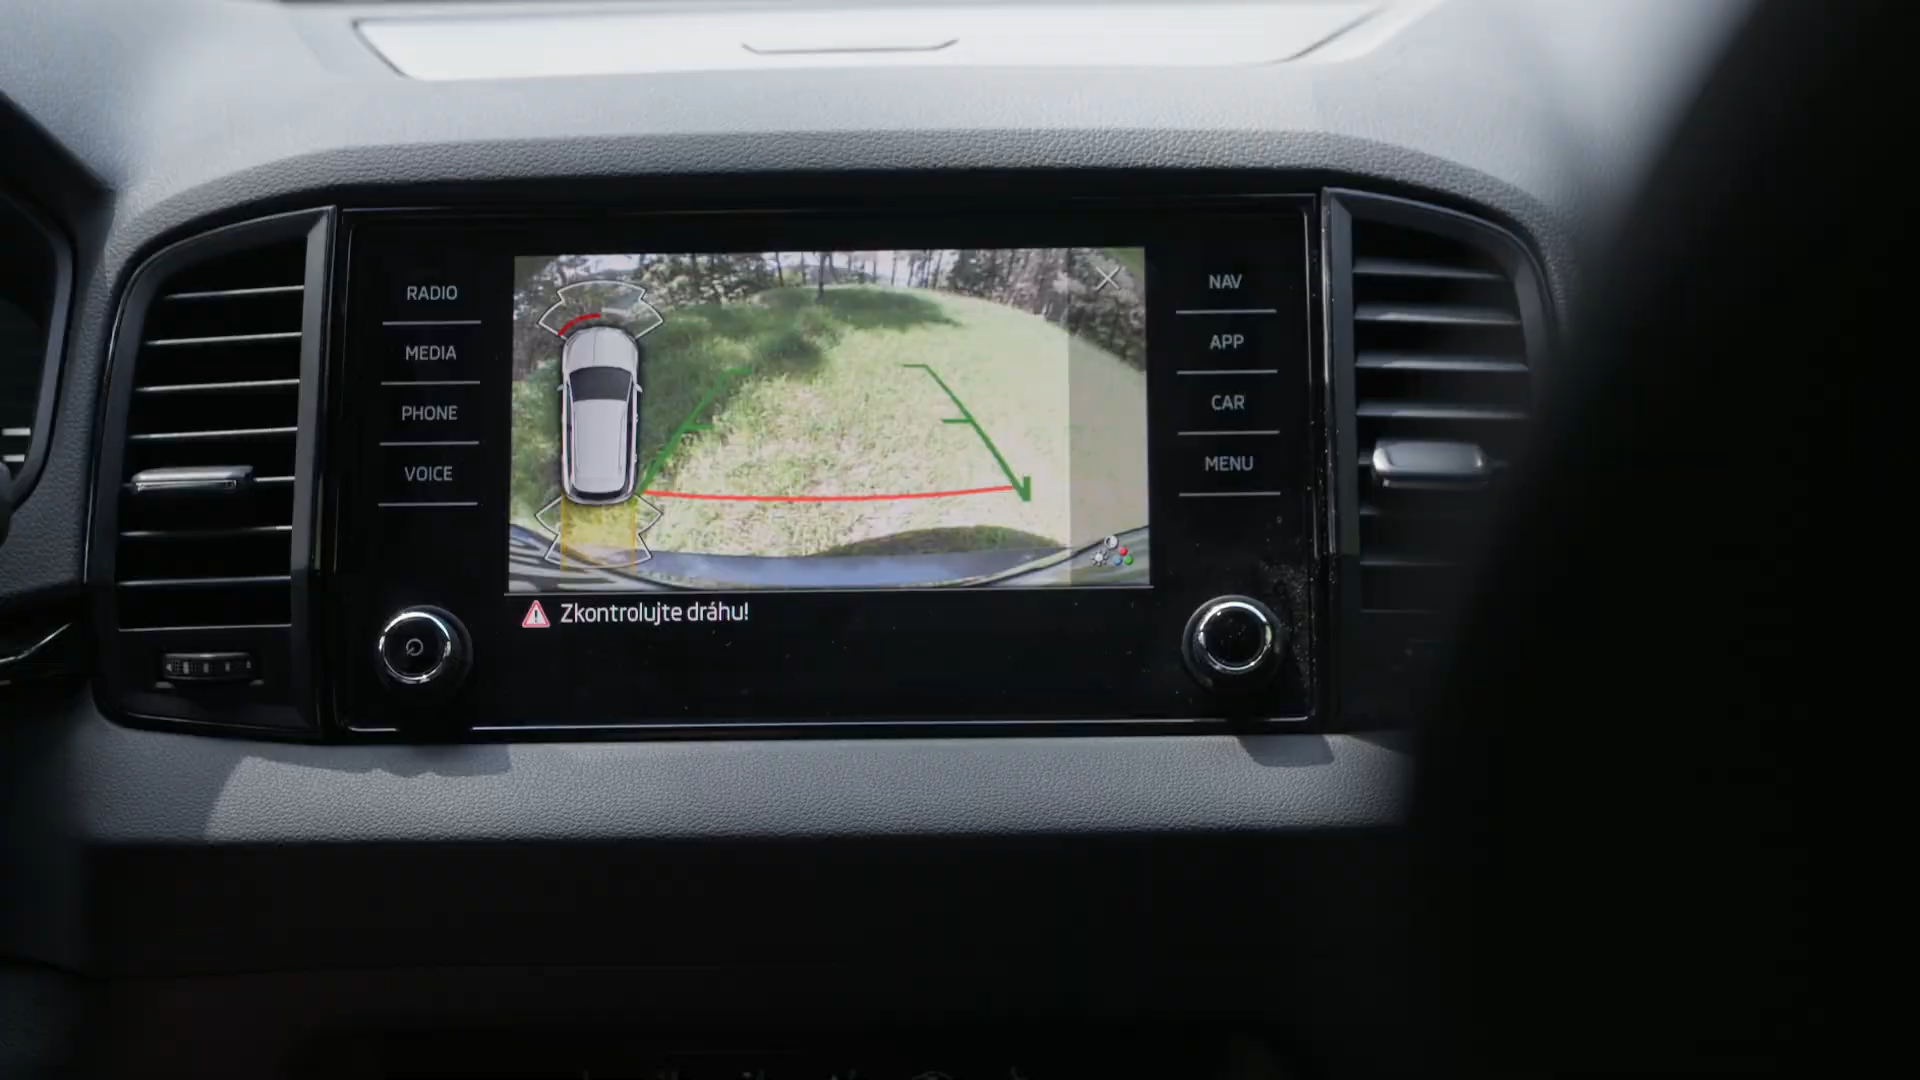 RADIO
MEDIA
PHONE
VOICE
NAV
APP
CAR
MENU
Zkontrolujte dráhu!